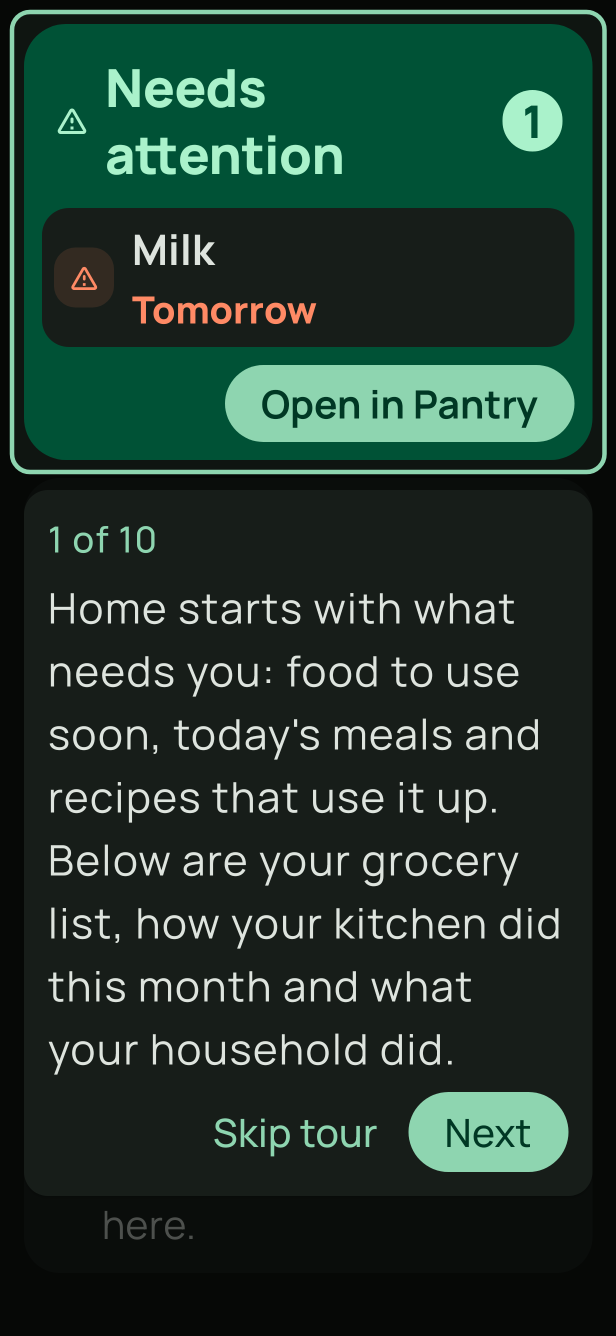 Needs
attention
1
Milk
Tomorrow
Open in Pantry
1 of 10
Home starts with what
needs you: food to use
soon, today's meals and
recipes that use it up.
Below are your grocery
list, how your kitchen did
this month and what
your household did.
Skip tour
Next
here.